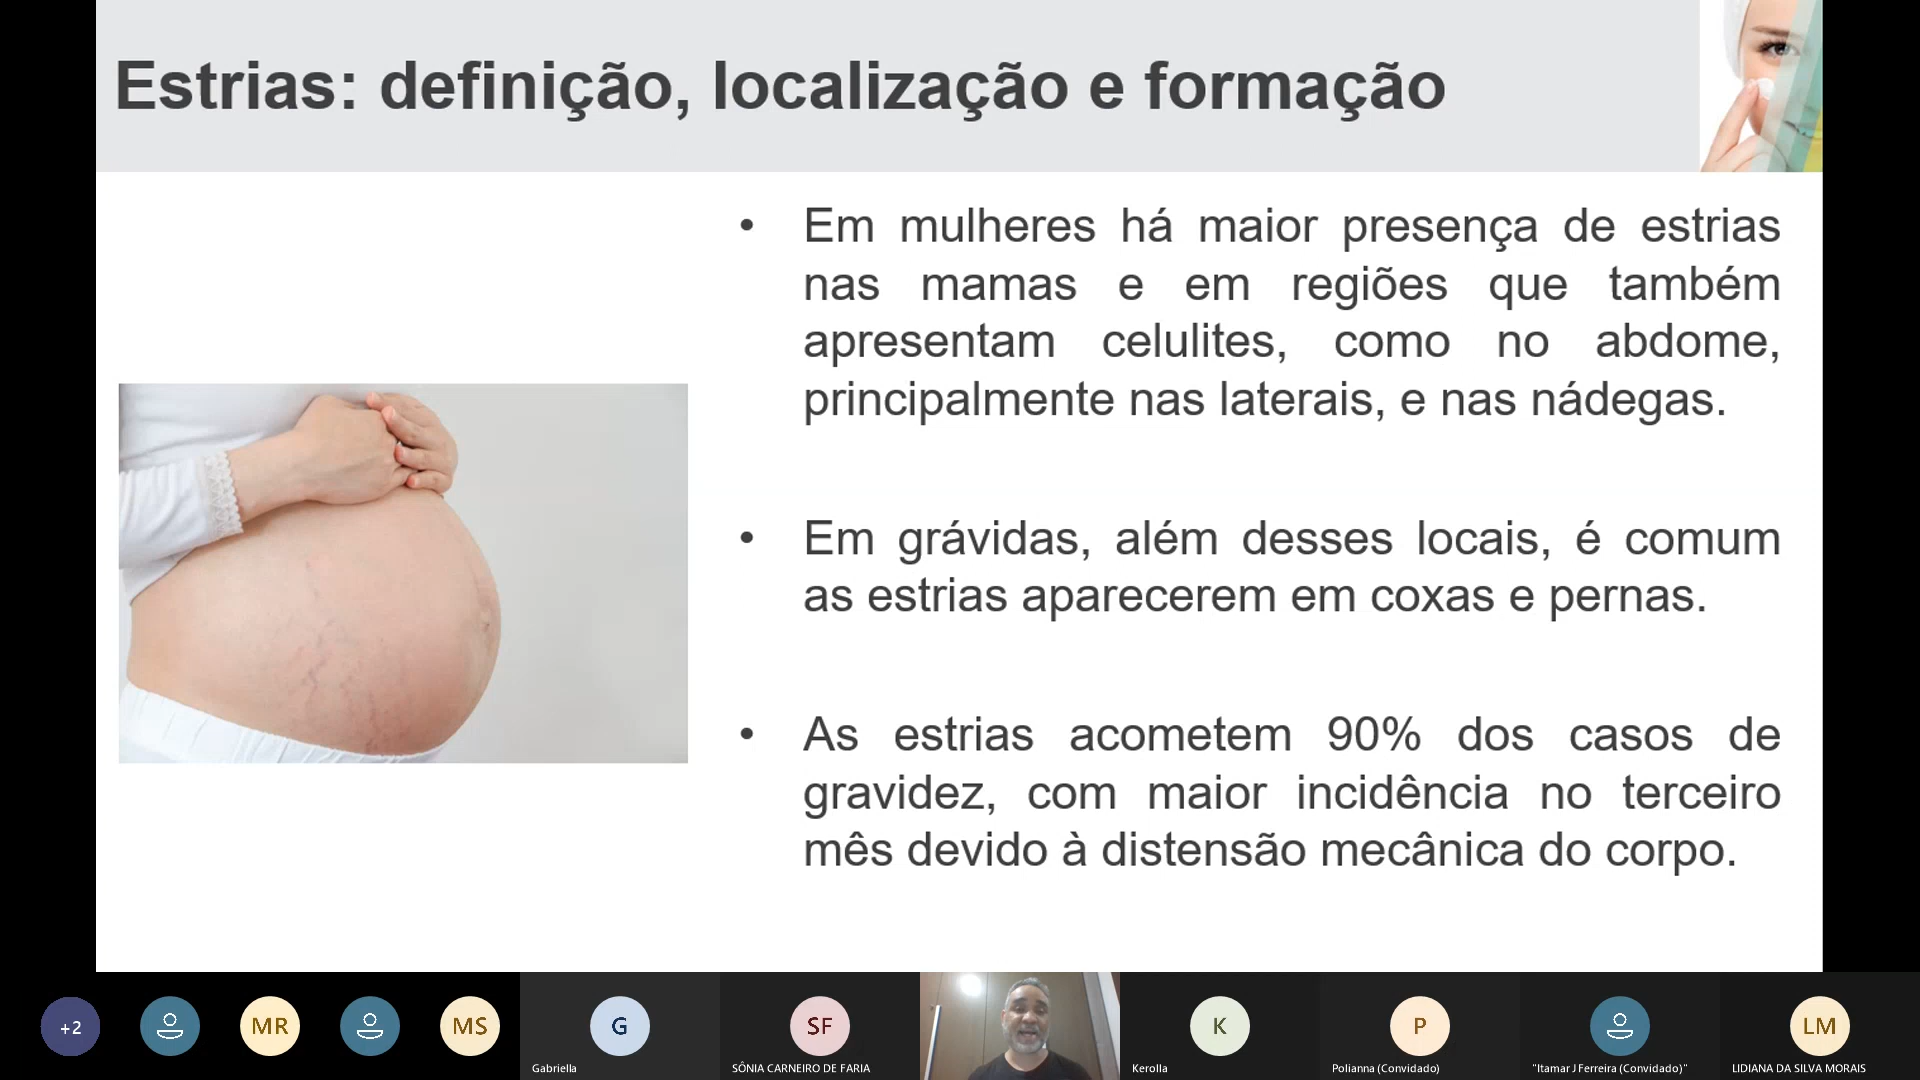 Estrias: definição, localização e formação
• Em mulheres há maior presença de estrias
nas mamas e em regiões que também
apresentam celulites, como no abdome,
principalmente nas laterais, e nas nádegas.
• Em grávidas, além desses locais, é comum
as estrias aparecerem em coxas e pernas.
• As estrias acometem 90% dos casos de
gravidez, com maior incidência no terceiro
mês devido à distensão mecânica do corpo.
+2
MR
MS
G
Gabriella
SF
SÔNIA CARNEIRO DE FARIA
K
Kerolla
P
Polianna (Convidado)
"Itamar J Ferreira (Convidado)"
LM
LIDIANA DA SILVA MORAIS